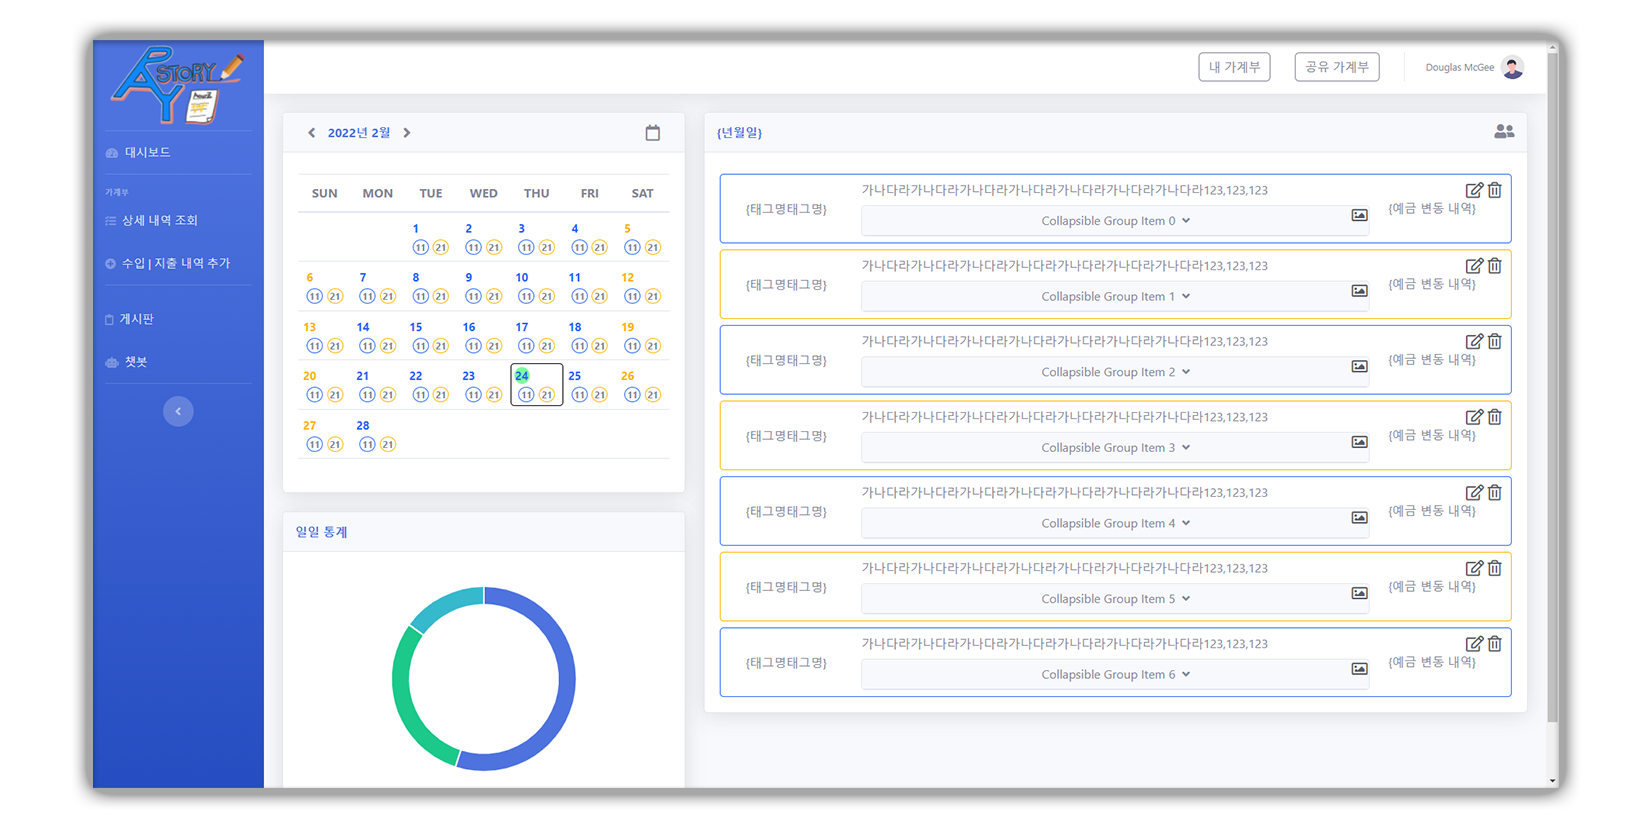 PAY STORY
대시보드
가계부
상세 내역 조회
수입 | 지출 내역 추가
게시판
챗봇
내 가계부
공유 가계부
Douglas McGee
2022년 2월
SUN MON TUE WED THU FRI SAT
1 2 3 4 5
11 21 11 21 11 21 11 21 11 21
6 7 8 9 10 11 12
11 21 11 21 11 21 11 21 11 21 11 21 11 21
13 14 15 16 17 18 19
11 21 11 21 11 21 11 21 11 21 11 21 11 21
20 21 22 23 24 25 26
11 21 11 21 11 21 11 21 11 21 11 21 11 21
27 28
11 21 11 21
일일 통계
{년월일}
가나다라가나다라가나다라가나다라가나다라가나다라가나다라123,123,123
{태그명태그명}
Collapsible Group Item 0
{예금 변동 내역}
가나다라가나다라가나다라가나다라가나다라가나다라가나다라123,123,123
{태그명태그명}
Collapsible Group Item 1
{예금 변동 내역}
가나다라가나다라가나다라가나다라가나다라가나다라가나다라123,123,123
{태그명태그명}
Collapsible Group Item 2
{예금 변동 내역}
가나다라가나다라가나다라가나다라가나다라가나다라가나다라123,123,123
{태그명태그명}
Collapsible Group Item 3
{예금 변동 내역}
가나다라가나다라가나다라가나다라가나다라가나다라가나다라123,123,123
{태그명태그명}
Collapsible Group Item 4
{예금 변동 내역}
가나다라가나다라가나다라가나다라가나다라가나다라가나다라123,123,123
{태그명태그명}
Collapsible Group Item 5
{예금 변동 내역}
가나다라가나다라가나다라가나다라가나다라가나다라가나다라123,123,123
{태그명태그명}
Collapsible Group Item 6
{예금 변동 내역}